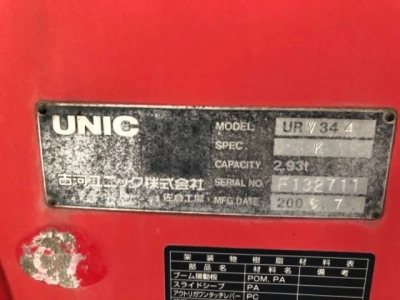 UNIC
MODEL UR V34 4
SPEC. K
CAPACITY 2.93t
古河ユニック株式会社
佐倉工場
SERIAL NO. F132711
MFG.DATE 200 6. 7
架装物樹脂材料表
部品名 材料名 備考
ブーム摺動板 POM, PA
スライドシーブ PA
アウトリガワンタッチレバー PC